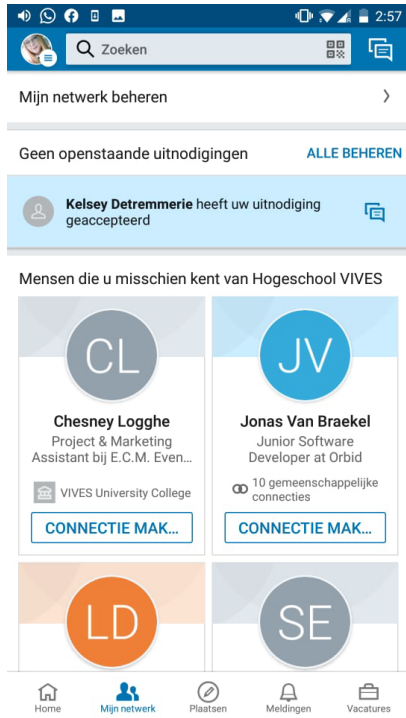 2:57
Zoeken
Mijn netwerk beheren
Geen openstaande uitnodigingen ALLE BEHEREN
Kelsey Detremmerie heeft uw uitnodiging
geaccepteerd
Mensen die u misschien kent van Hogeschool VIVES
CL
Chesney Logghe
Project & Marketing
Assistant bij E.C.M. Even...
VIVES University College
CONNECTIE MAK...
JV
Jonas Van Braekel
Junior Software
Developer at Orbid
10 gemeenschappelijke
connecties
CONNECTIE MAK...
LD
SE
Home
Mijn netwerk
Plaatsen
Meldingen
Vacatures